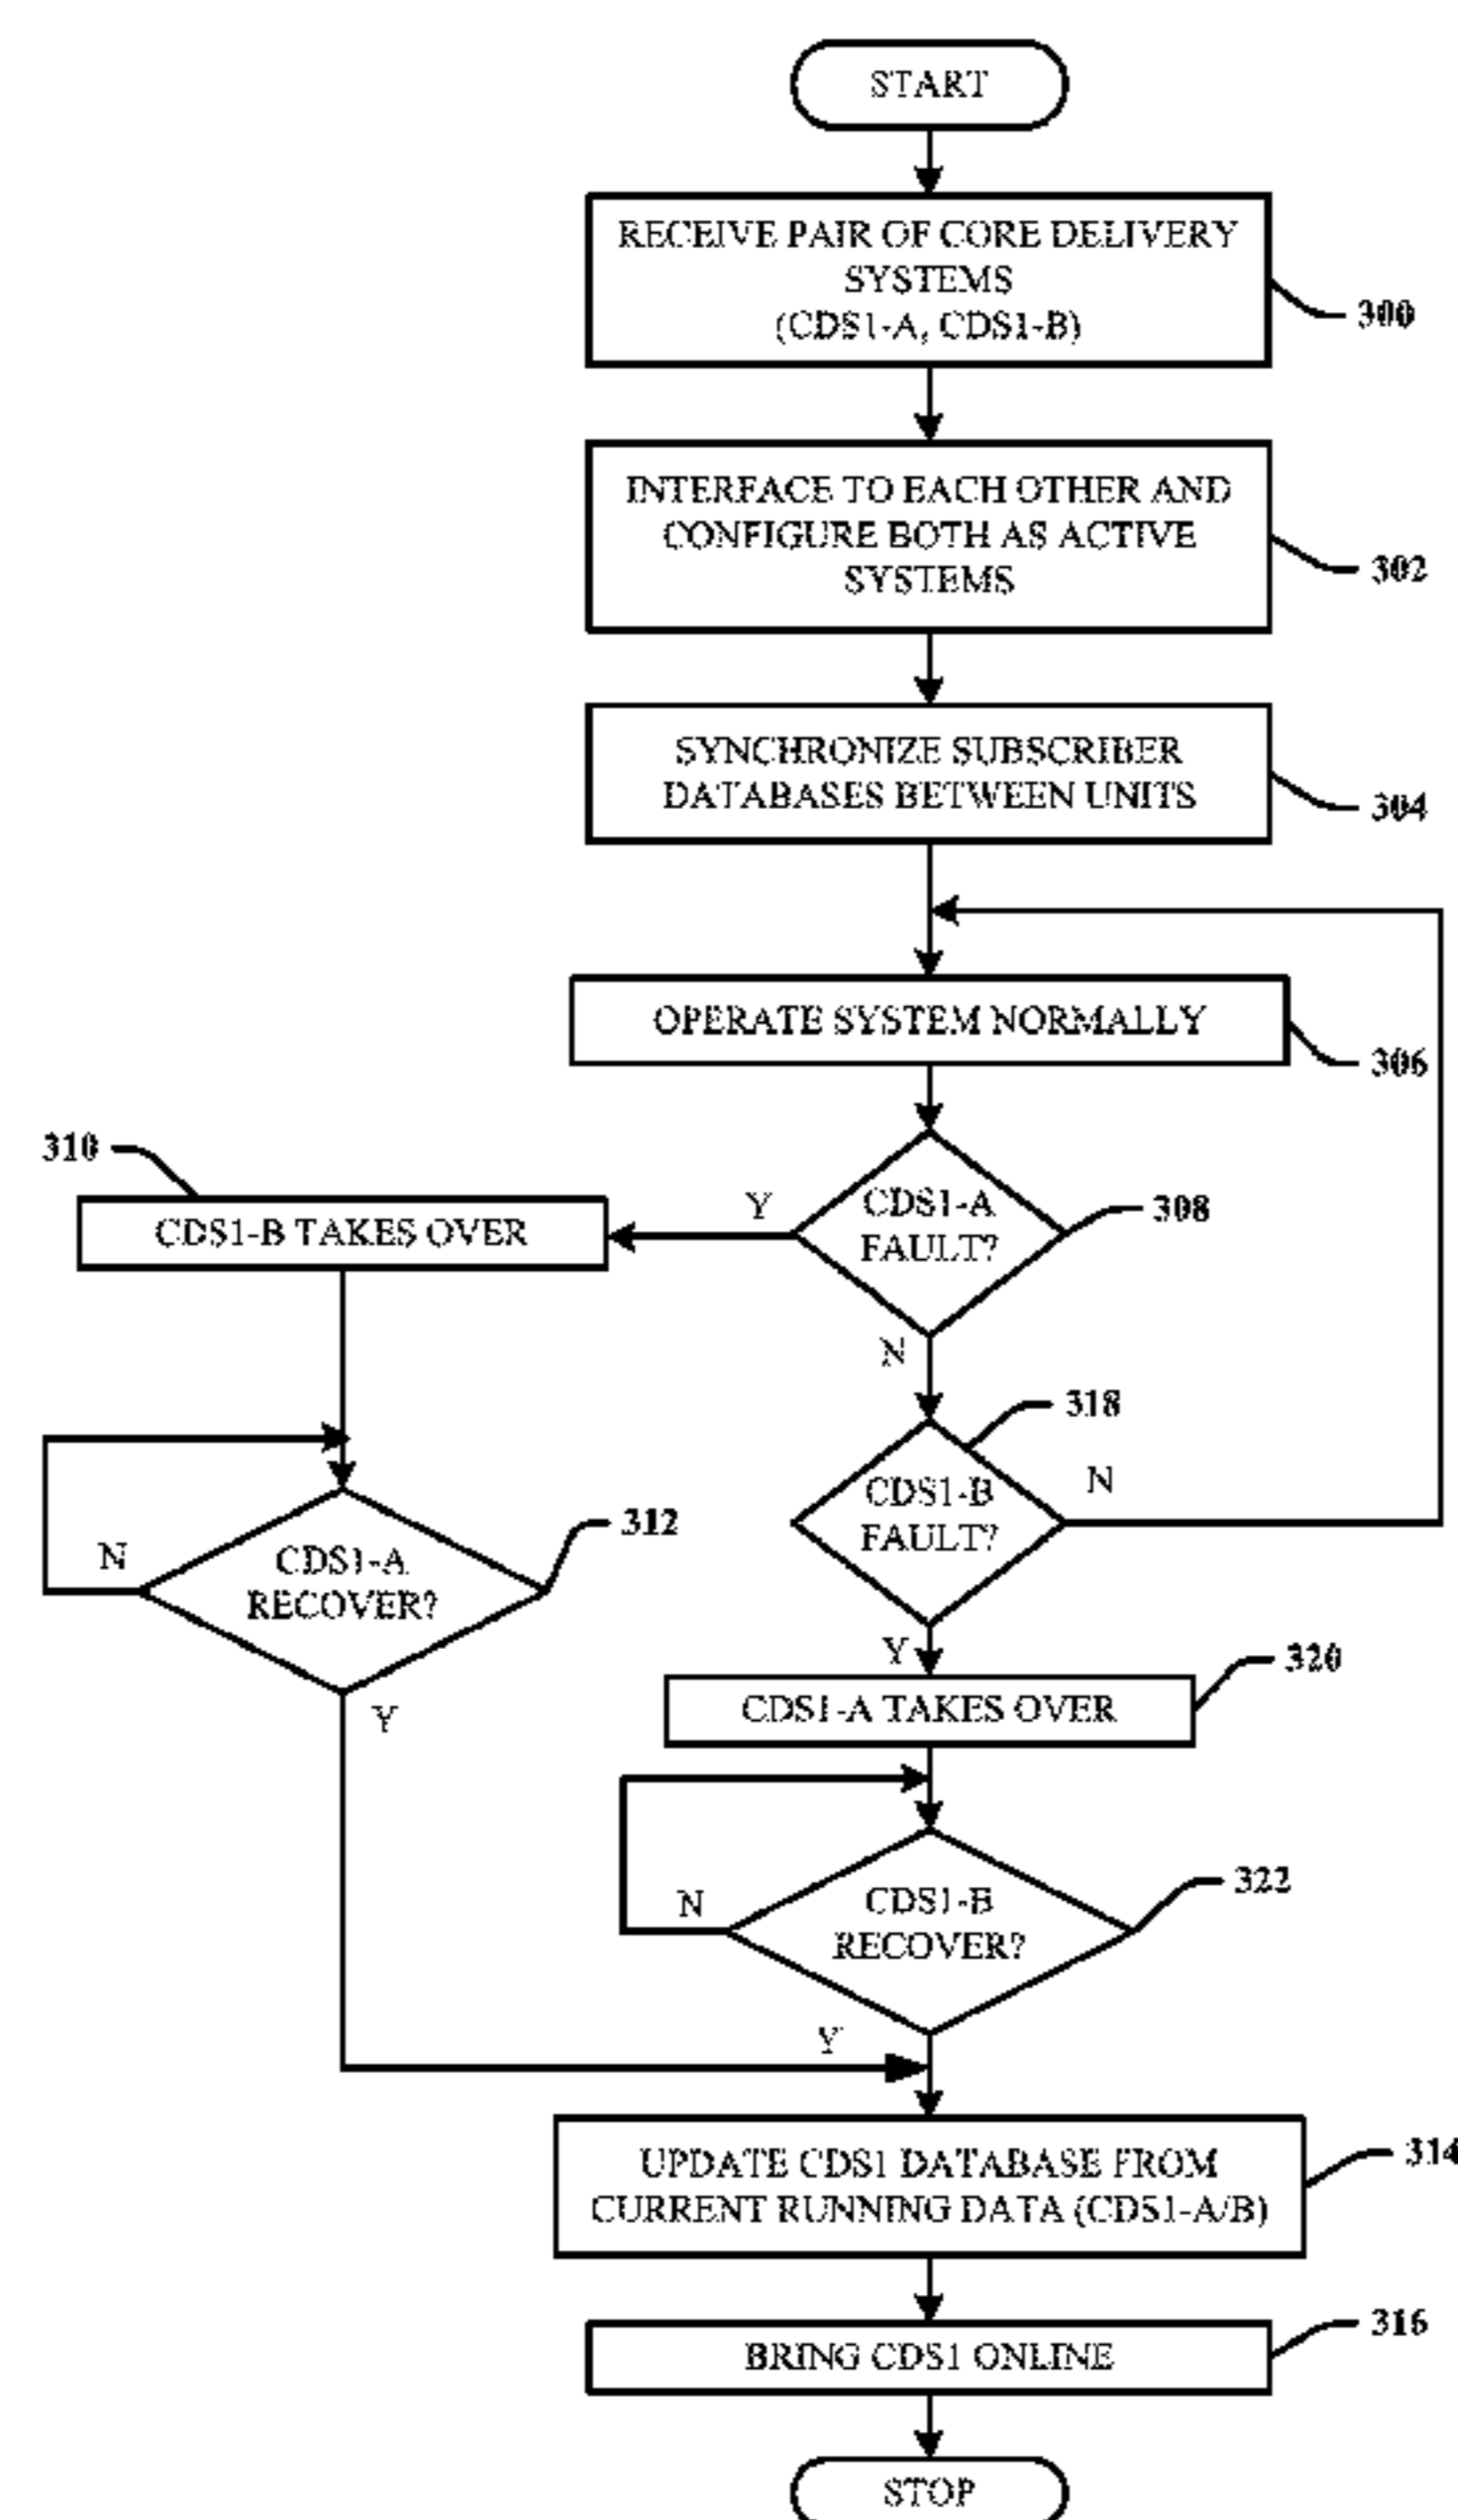 START
RECEIVE PAIR OF CORE DELIVERY
SYSTEMS
(CDS1-A, CDS1-B)
300
INTERFACE TO EACH OTHER AND
CONFIGURE BOTH AS ACTIVE
SYSTEMS
302
SYNCHRONIZE SUBSCRIBER
DATABASES BETWEEN UNITS
304
OPERATE SYSTEM NORMALLY
306
310
CDS1-B TAKES OVER
Y
CDS1-A
FAULT?
308
N
318
CDS1-B
FAULT?
N
312
N
CDS1-A
RECOVER?
Y
Y
320
CDS1-A TAKES OVER
322
N
CDS1-B
RECOVER?
Y
UPDATE CDS1 DATABASE FROM
CURRENT RUNNING DATA (CDS1-A/B)
314
BRING CDS1 ONLINE
316
STOP